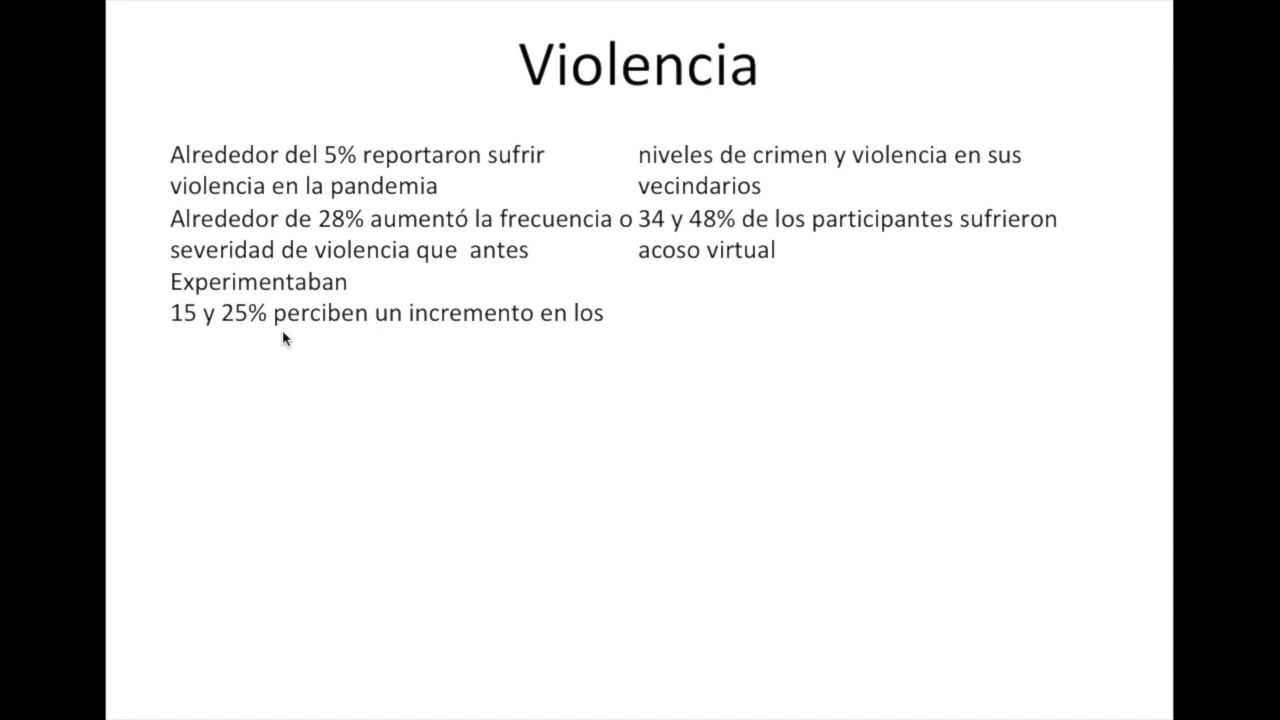 Violencia
Alrededor del 5% reportaron sufrir
violencia en la pandemia
Alrededor de 28% aumentó la frecuencia o
severidad de violencia que  antes
Experimentaban
15 y 25% perciben un incremento en los
niveles de crimen y violencia en sus
vecindarios
34 y 48% de los participantes sufrieron
acoso virtual